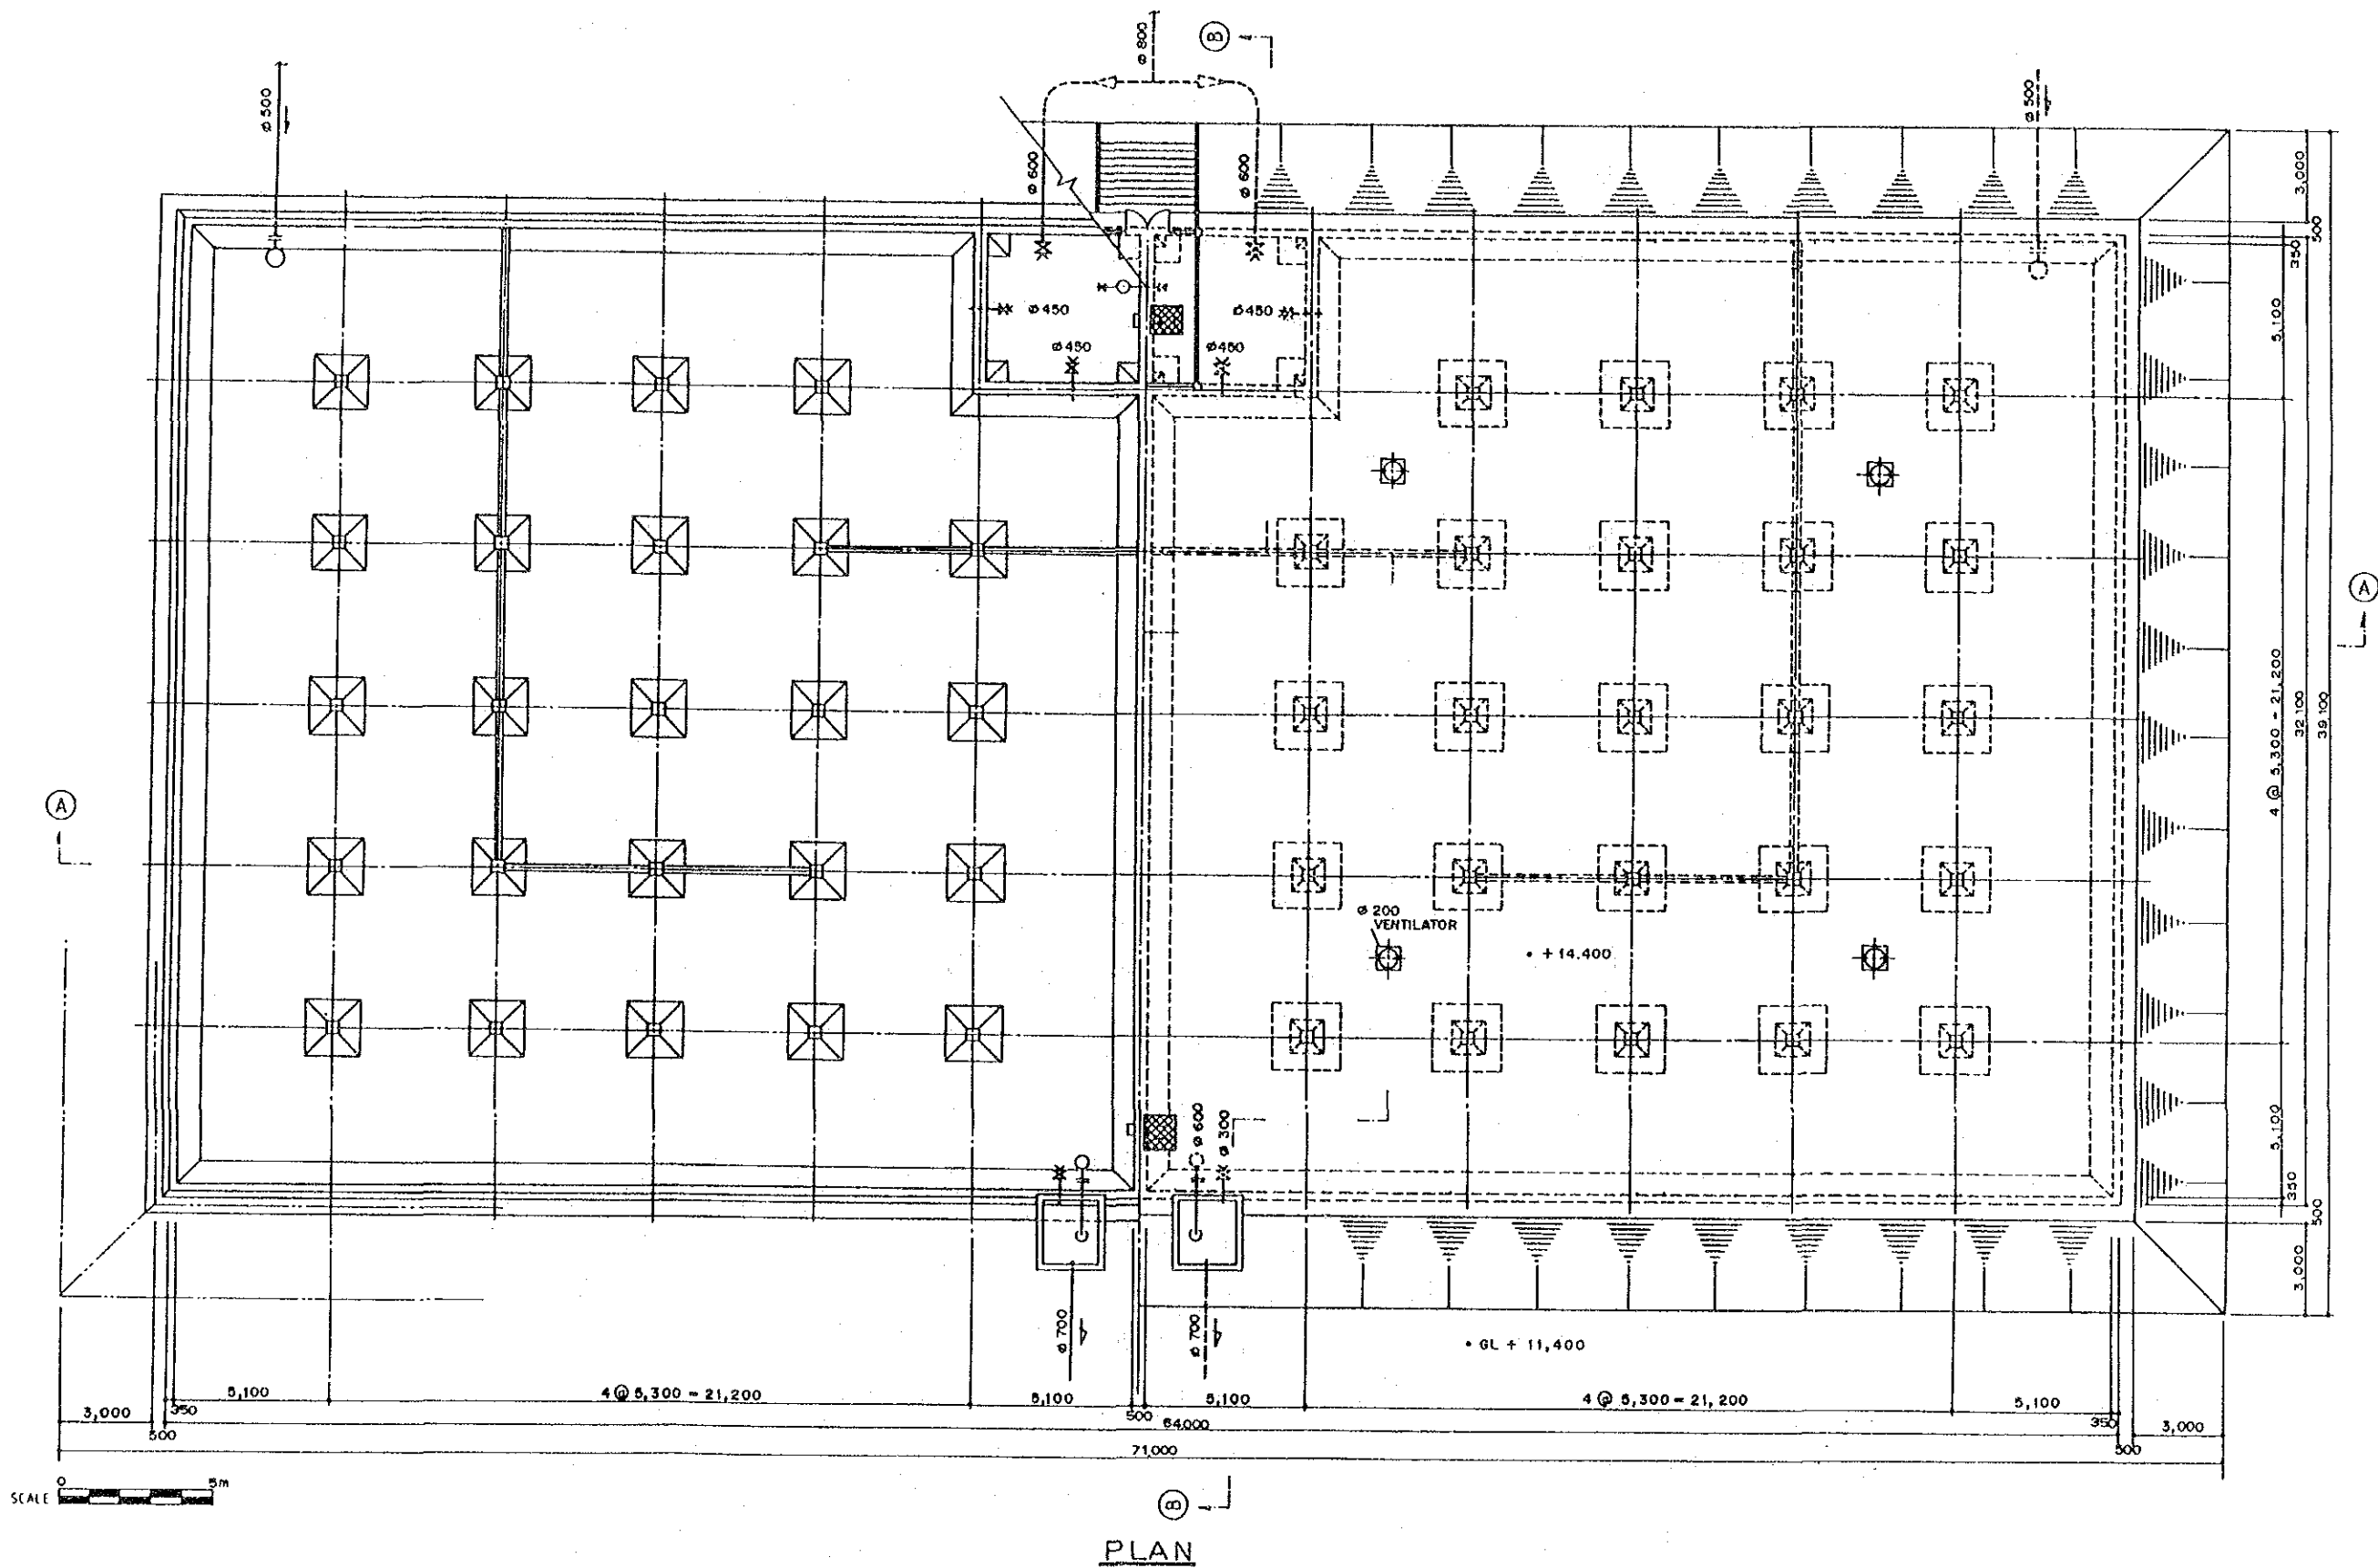 Ø 800
B
Ø 500
Ø 500
Ø 600
Ø 600
3,000
500
350
Ø 450
Ø 450
Ø 450
Ø 450
5,100
A
4 @ 5,300 = 21,200
32,100
39,100
A
Ø 200
VENTILATOR
+ 14.400
Ø 600
Ø 300
5,100
350
500
3,000
Ø 700
Ø 700
GL + 11,400
5,100
4 @ 5,300 = 21,200
5,100
5,100
4 @ 5,300 = 21,200
5,100
3,000
350
500
350
3,000
500
64,000
500
71,000
SCALE
0
5m
B
PLAN